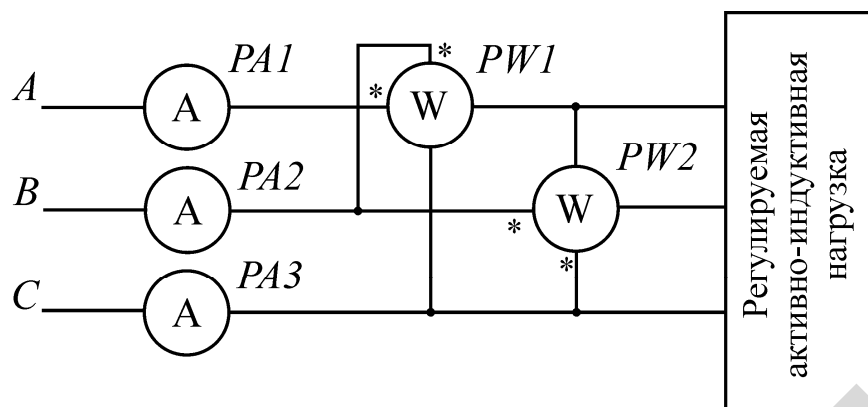 A
A
PA1
*
*
W
PW1
B
A
PA2
*
W
*
PW2
C
A
PA3
Регулируемая
активно-индуктивная
нагрузка